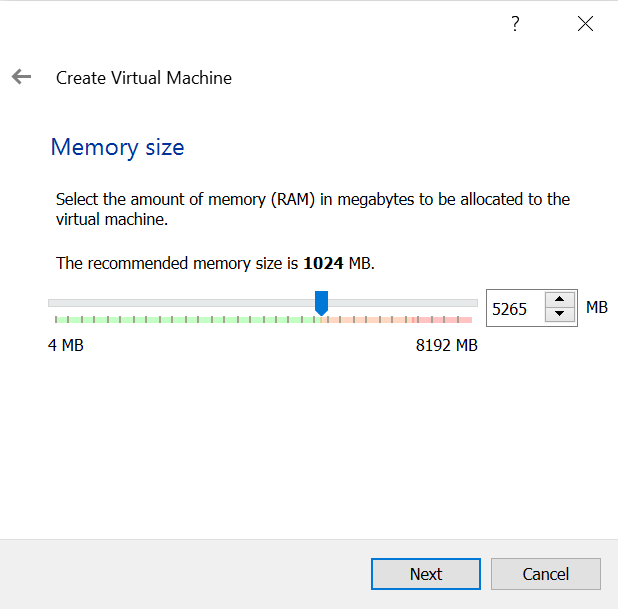 ?
Create Virtual Machine
Memory size
Select the amount of memory (RAM) in megabytes to be allocated to the
virtual machine.
The recommended memory size is 1024 MB.
5265 MB
4 MB 8192 MB
Next Cancel